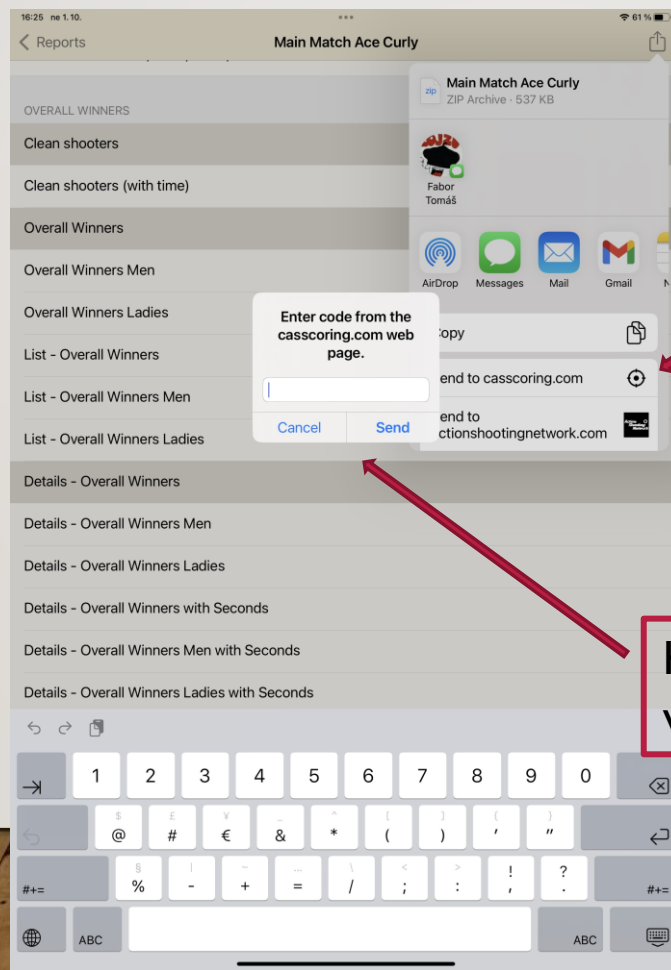 16:25 ne 1. 10.
61 %
Reports
Main Match Ace Curly
zip
Main Match Ace Curly
ZIP Archive · 537 KB
OVERALL WINNERS
Clean shooters
Clean shooters (with time)
Fabor
Tomáš
Overall Winners
Overall Winners Men
AirDrop
Messages
Mail
Gmail
Overall Winners Ladies
Enter code from the
casscoring.com web
page.
Cancel
Send
opy
end to casscoring.com
end to
ctionshootingnetwork.com
List - Overall Winners
List - Overall Winners Men
List - Overall Winners Ladies
Details - Overall Winners
Details - Overall Winners Men
Details - Overall Winners Ladies
Details - Overall Winners with Seconds
Details - Overall Winners Men with Seconds
Details - Overall Winners Ladies with Seconds
1 2 3 4 5 6 7 8 9 0
$ £ ¥ _ ^ [ ] { }
@ # € & * ( ) ' "
§ | ~ … \ < > ! ?
#+= % - + = / ; : , . #+=
ABC ABC